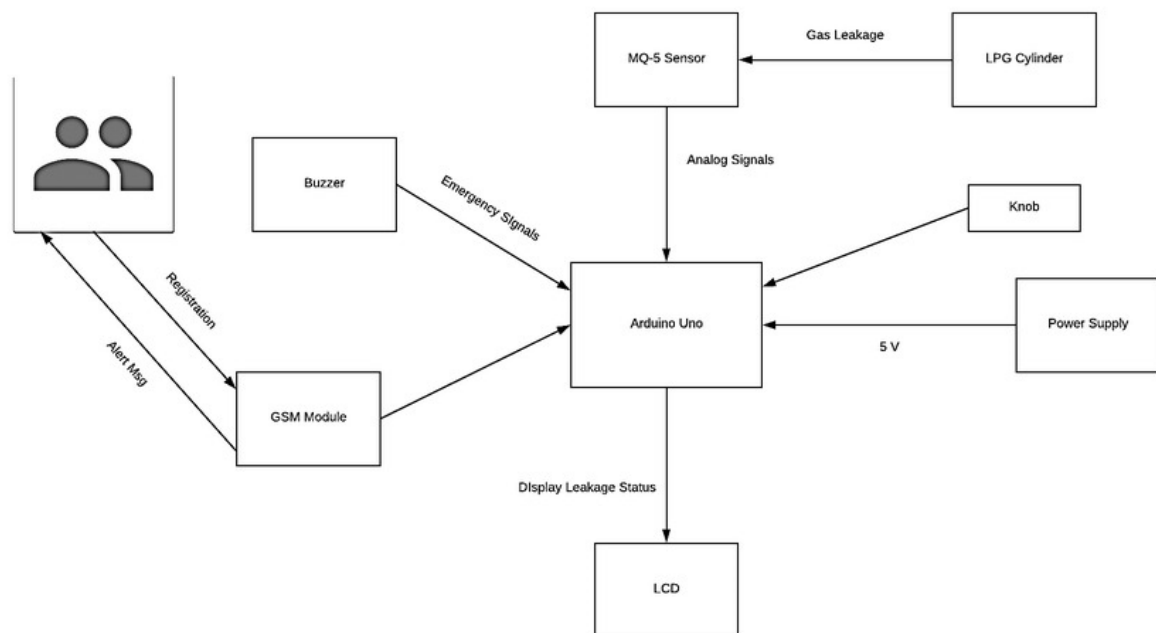 Gas Leakage
MQ-5 Sensor
LPG Cylinder
Analog Signals
Buzzer
Emergency SIgnals
Knob
Registration
Arduino Uno
Power Supply
5 V
Alert Msg
GSM Module
DIsplay Leakage Status
LCD